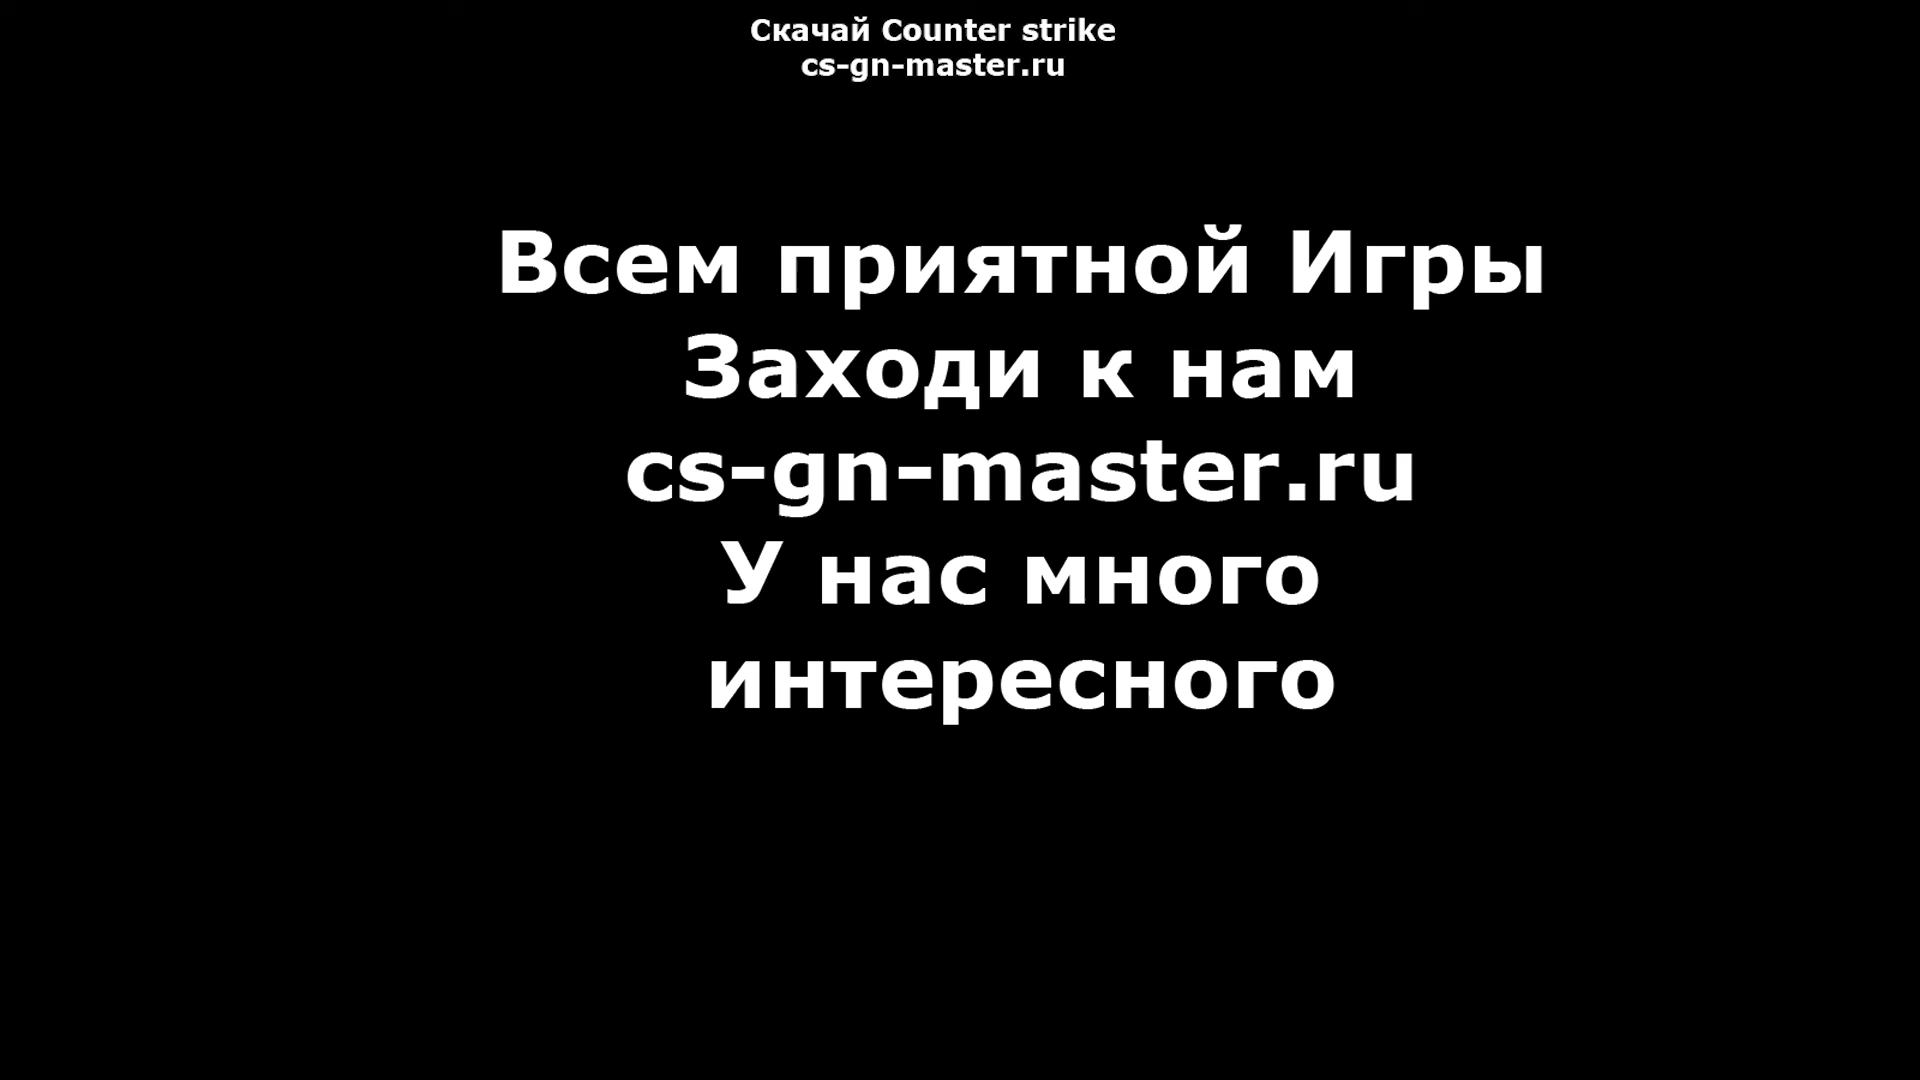 Скачай Counter strike
cs-gn-master.ru
Всем приятной Игры
Заходи к нам
cs-gn-master.ru
У нас много
интересного